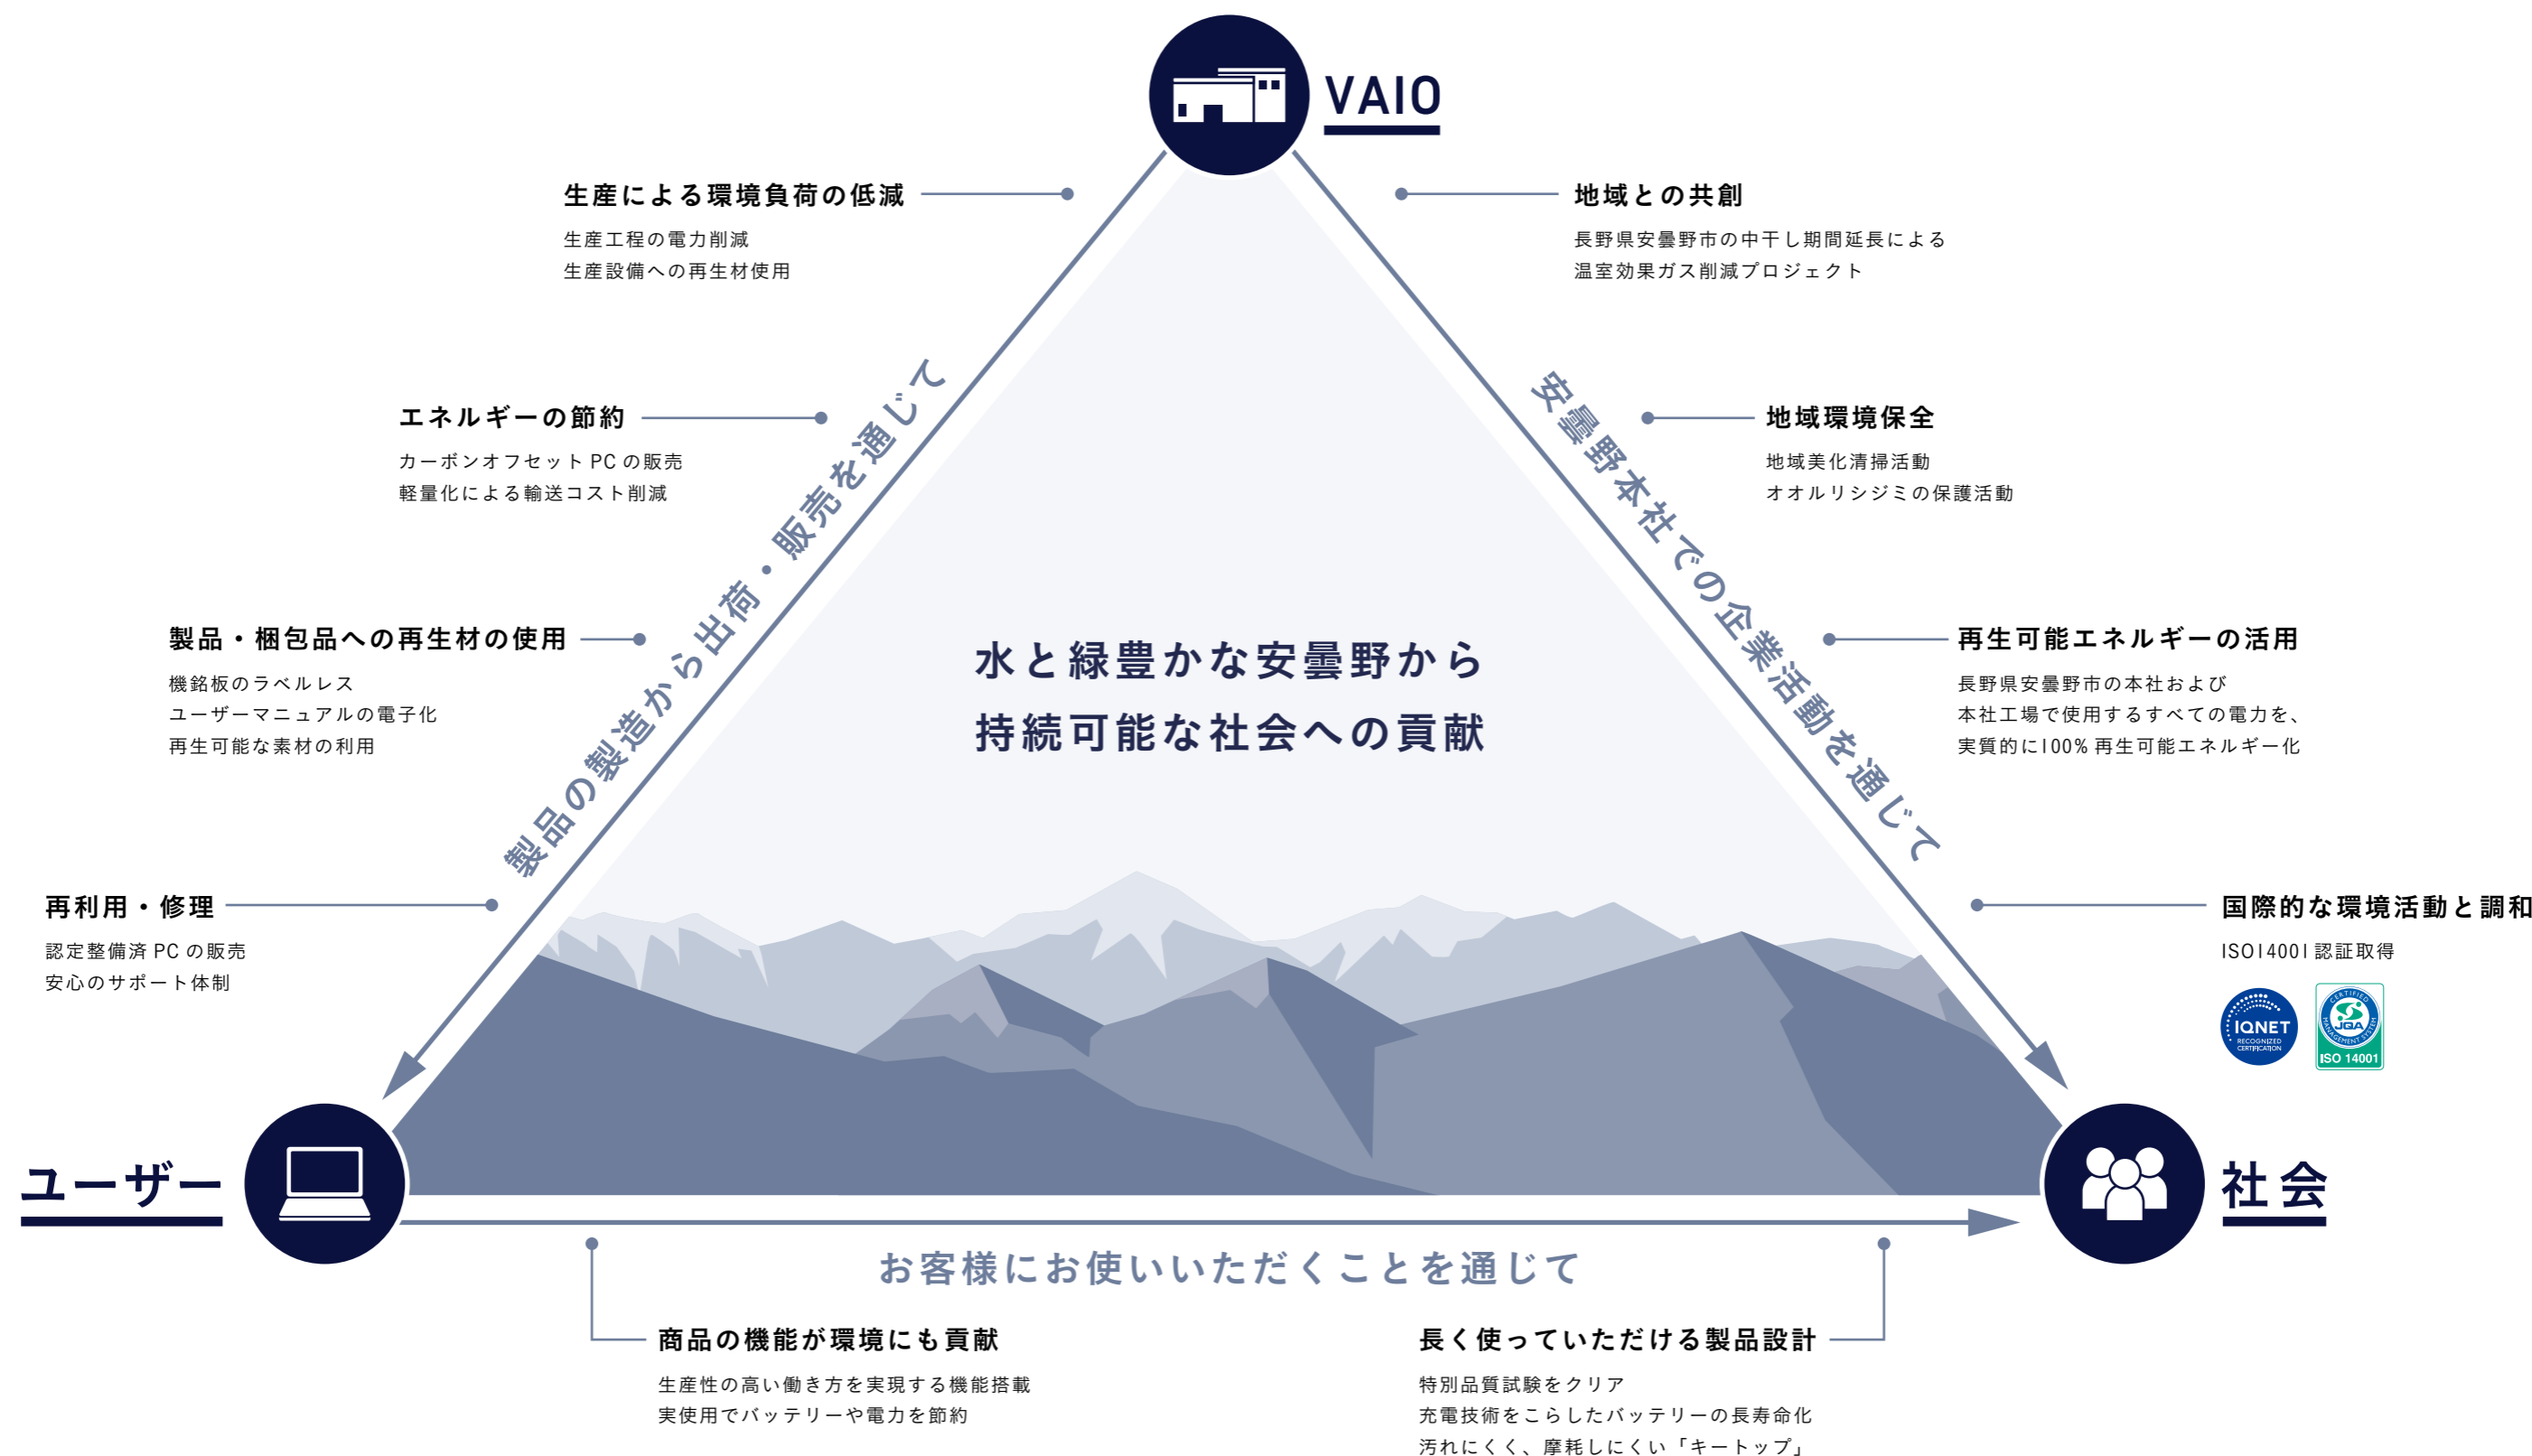 VAIO
生産による環境負荷の低減
生産工程の電力削減
生産設備への再生材使用
地域との共創
長野県安曇野市の中干し期間延長による
温室効果ガス削減プロジェクト
エネルギーの節約
カーボンオフセット PC の販売
軽量化による輸送コスト削減
地域環境保全
地域美化清掃活動
オオルリシジミの保護活動
製品の製造から出荷・販売を通じて
安曇野本社での企業活動を通じて
製品・梱包品への再生材の使用
機銘板のラベルレス
ユーザーマニュアルの電子化
再生可能な素材の利用
水と緑豊かな安曇野から
持続可能な社会への貢献
再生可能エネルギーの活用
長野県安曇野市の本社および
本社工場で使用するすべての電力を、
実質的に100% 再生可能エネルギー化
再利用・修理
認定整備済 PC の販売
安心のサポート体制
国際的な環境活動と調和
ISO14001 認証取得
IQNET
RECOGNIZED
CERTIFICATION
CERTIFIED
JQA
MANAGEMENT SYSTEM
ISO 14001
ユーザー
社会
お客様にお使いいただくことを通じて
商品の機能が環境にも貢献
生産性の高い働き方を実現する機能搭載
実使用でバッテリーや電力を節約
長く使っていただける製品設計
特別品質試験をクリア
充電技術をこらしたバッテリーの長寿命化
汚れにくく、摩耗しにくい「キートップ」